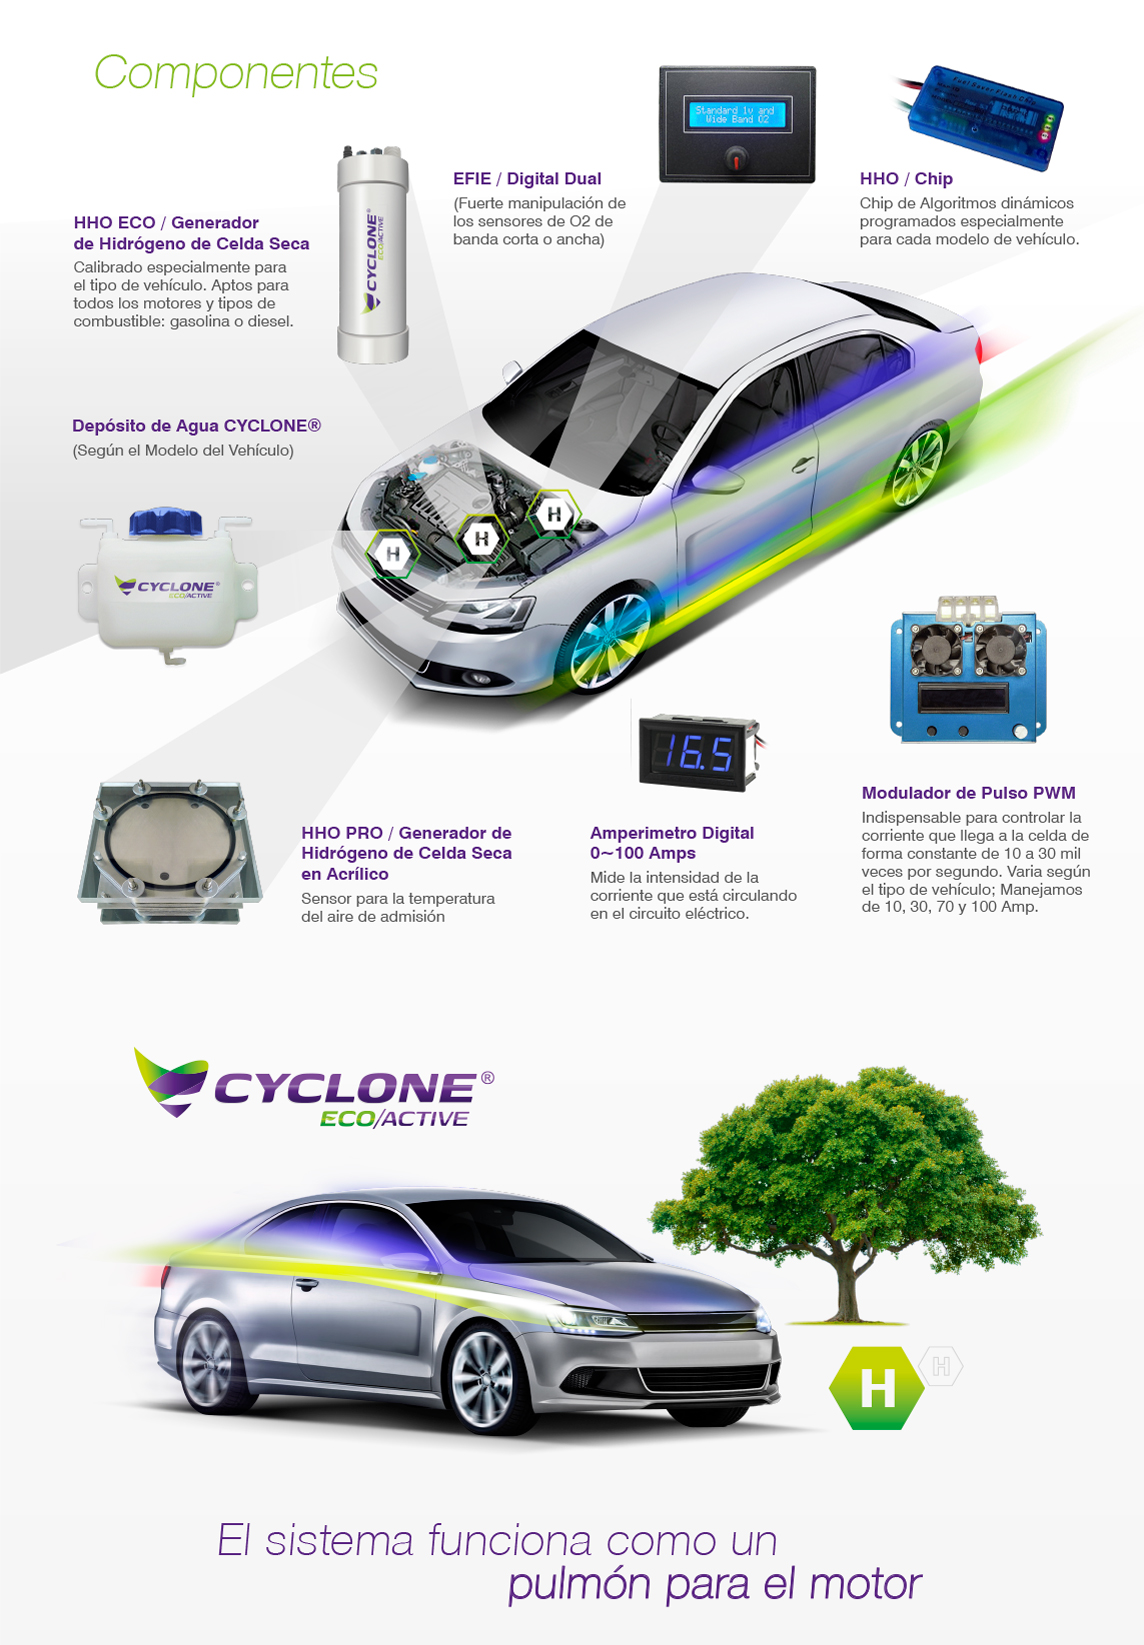 Componentes
HHO ECO / Generador
de Hidrógeno de Celda Seca
Calibrado especialmente para
el tipo de vehículo. Aptos para
todos los motores y tipos de
combustible: gasolina o diesel.
CYCLONE®
ECO/ACTIVE
EFIE / Digital Dual
(Fuerte manipulación de
los sensores de O2 de
banda corta o ancha)
Standard 1v and
Wide Band O2
HHO / Chip
Chip de Algoritmos dinámicos
programados especialmente
para cada modelo de vehículo.
Depósito de Agua CYCLONE®
(Según el Modelo del Vehículo)
CYCLONE®
ECO/ACTIVE
H
H
H
16.5
HHO PRO / Generador de
Hidrógeno de Celda Seca
en Acrílico
Sensor para la temperatura
del aire de admisión
Amperimetro Digital
0~100 Amps
Mide la intensidad de la
corriente que está circulando
en el circuito eléctrico.
Modulador de Pulso PWM
Indispensable para controlar la
corriente que llega a la celda de
forma constante de 10 a 30 mil
veces por segundo. Varia según
el tipo de vehículo; Manejamos
de 10, 30, 70 y 100 Amp.
CYCLONE®
ECO/ACTIVE
H
H
El sistema funciona como un
pulmón para el motor